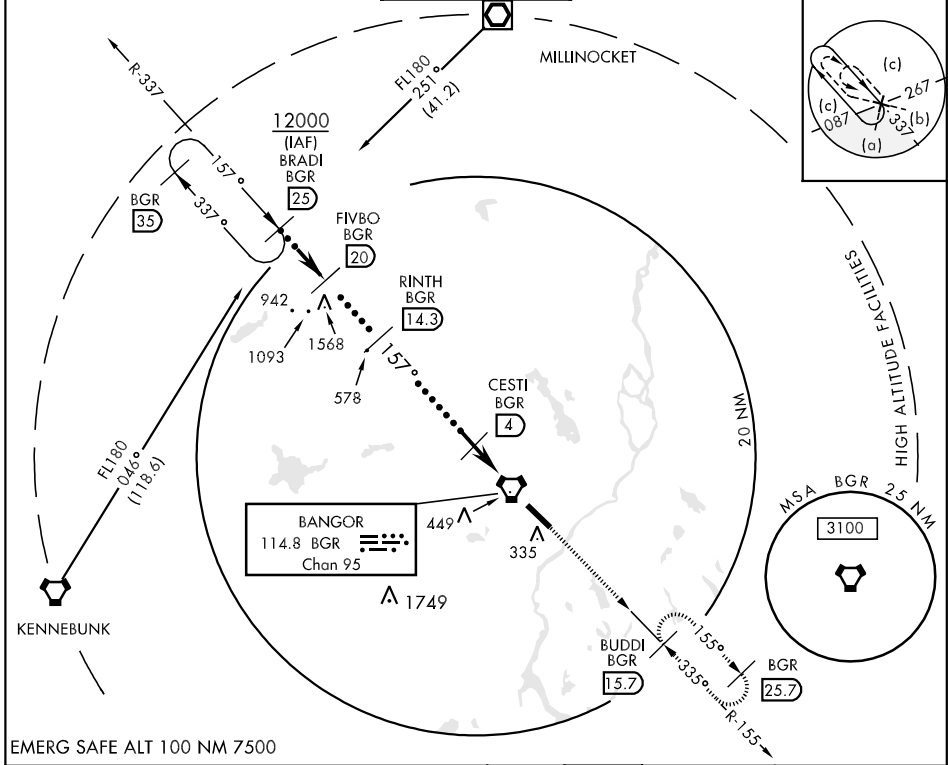 MILLINOCKET
FL180
251°
(41.2)
R-337
12000
(IAF)
BRADI
BGR
25
157°
337°
BGR
35
FIVBO
BGR
20
RINTH
BGR
14.3
942
1093
1568
578
157°
CESTI
BGR
4
20 NM
HIGH ALTITUDE FACILITIES
(c)
267
(c)
087
337
(b)
(a)
FL180
046°
(118.6)
KENNEBUNK
BANGOR
114.8 BGR
Chan 95
449
335
1749
MSA BGR 25 NM
3100
BUDDI
BGR
15.7
155°
335°
BGR
25.7
R-155
EMERG SAFE ALT 100 NM 7500